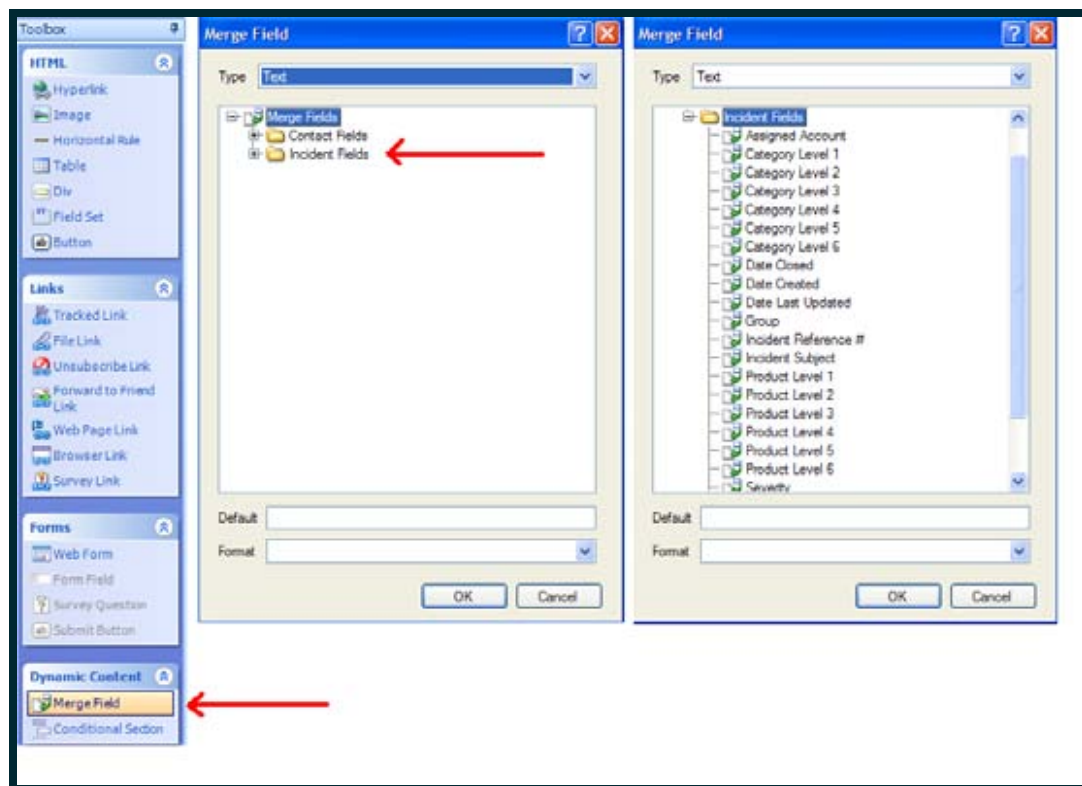 Toolbox
HTML
Hyperlink
Image
Horizontal Rule
Table
Div
Field Set
Button
Links
Tracked Link
File Link
Unsubscribe Link
Forward to Friend
Link
Web Page Link
Browser Link
Survey Link
Forms
Web Form
Form Field
Survey Question
Submit Button
Dynamic Content
Merge Field
Conditional Section
Merge Field
Type Text
Merge Fields
Contact Fields
Incident Fields
Default
Format
OK Cancel
Merge Field
Type Text
Incident Fields
Assigned Account
Category Level 1
Category Level 2
Category Level 3
Category Level 4
Category Level 5
Category Level 6
Date Closed
Date Created
Date Last Updated
Group
Incident Reference #
Incident Subject
Product Level 1
Product Level 2
Product Level 3
Product Level 4
Product Level 5
Product Level 6
Severity
Default
Format
OK Cancel